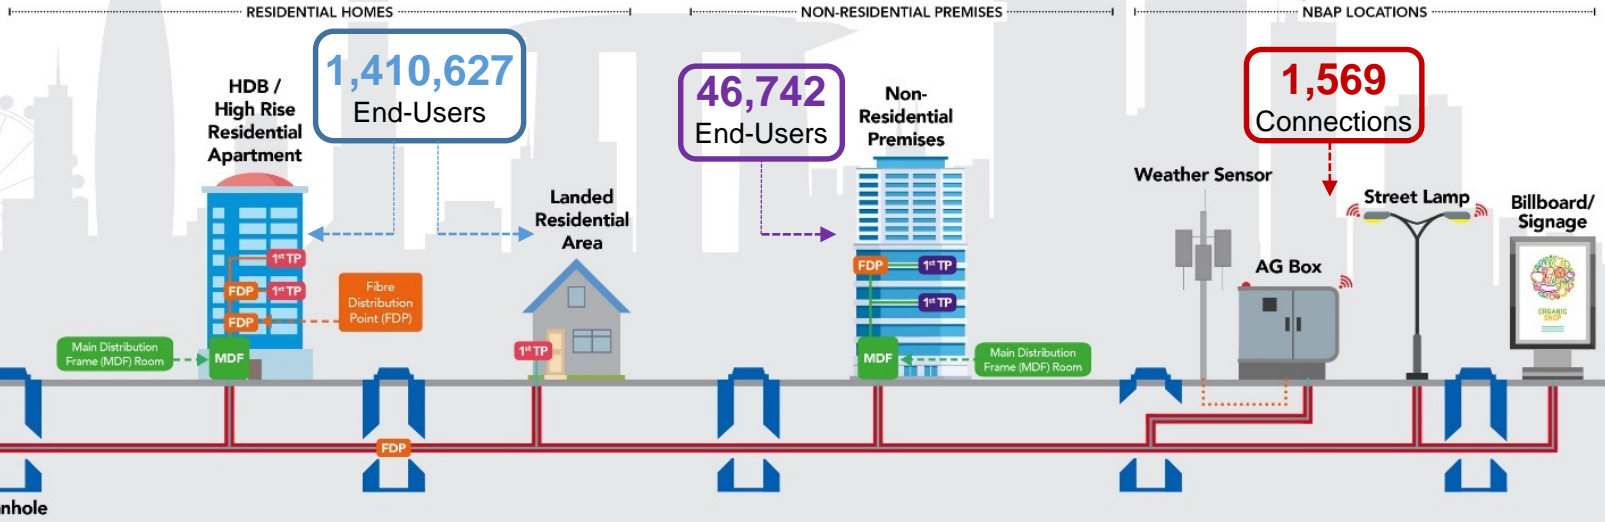 RESIDENTIAL HOMES
NON-RESIDENTIAL PREMISES
NBAP LOCATIONS
1,410,627
End-Users
46,742
End-Users
1,569
Connections
HDB /
High Rise
Residential
Apartment
Landed
Residential
Area
Non-
Residential
Premises
Weather Sensor
Street Lamp
Billboard/
Signage
AG Box
1st TP
FDP
1st TP
FDP
Fibre
Distribution
Point (FDP)
Main Distribution
Frame (MDF) Room
MDF
1st TP
FDP
1st TP
1st TP
MDF
Main Distribution
Frame (MDF) Room
ORGANIC
SHOP
FDP
nhole